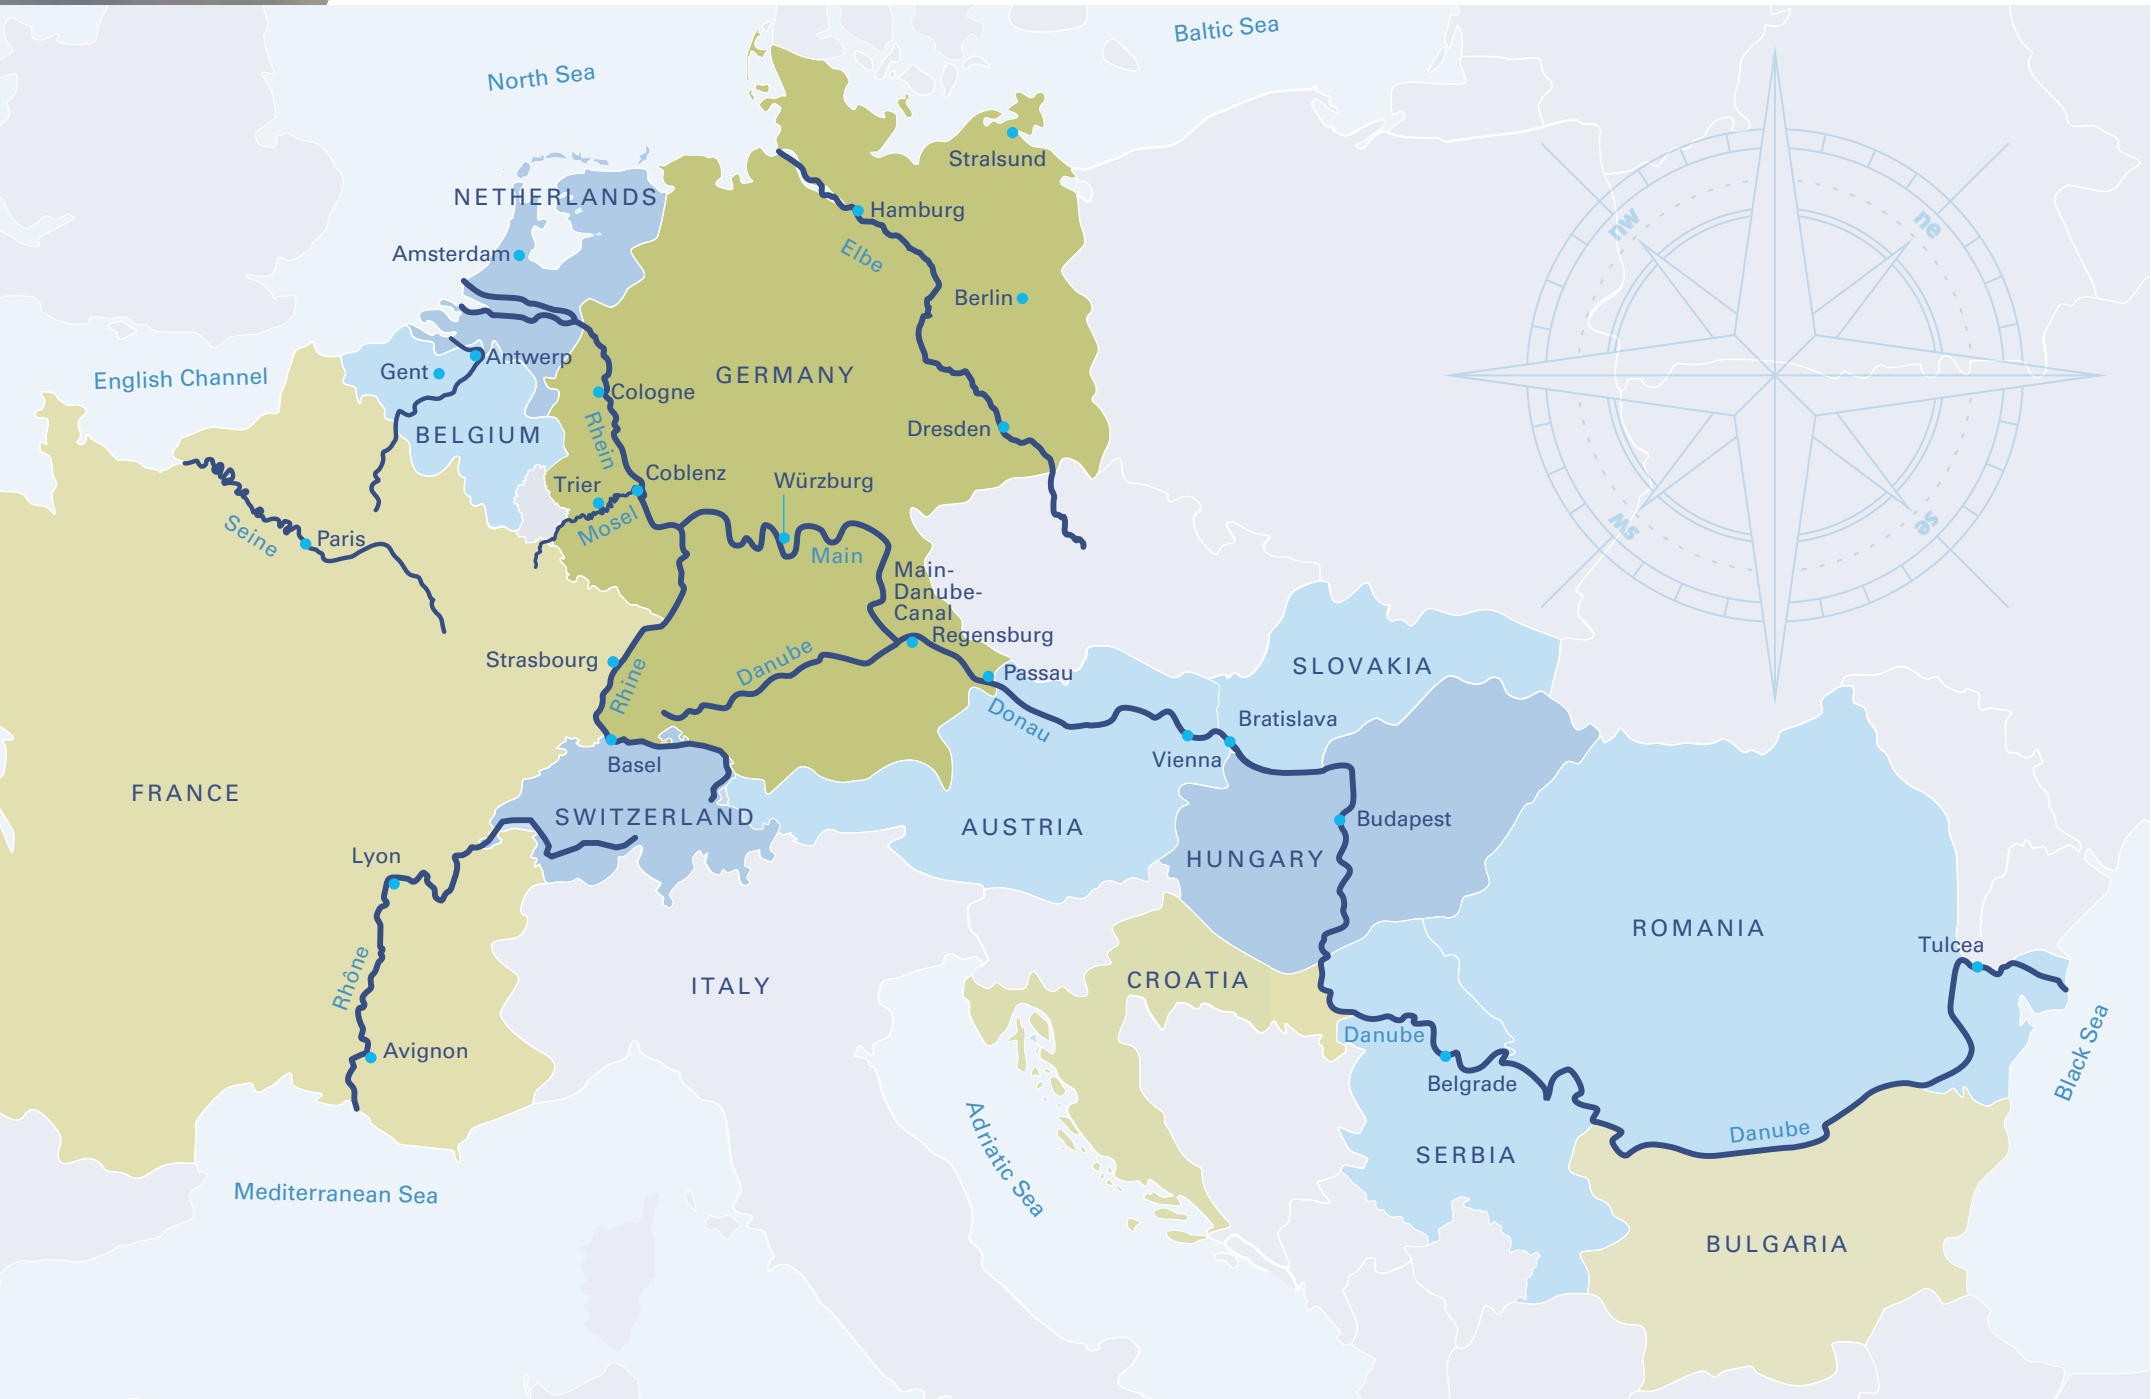 Baltic Sea
North Sea
Stralsund
NETHERLANDS
Hamburg
Amsterdam
Elbe
Berlin
English Channel
Antwerp
Gent
GERMANY
Cologne
BELGIUM
Rhein
Dresden
Coblenz
Trier
Würzburg
Mosel
Seine
Paris
Main
Main-
Danube-
Canal
Regensburg
Strasbourg
Danube
Passau
SLOVAKIA
Rhine
Donau
Bratislava
Vienna
Basel
FRANCE
SWITZERLAND
AUSTRIA
Budapest
HUNGARY
Lyon
ROMANIA
Tulcea
Rhône
ITALY
CROATIA
Danube
Avignon
Belgrade
Black Sea
Adriatic Sea
Danube
SERBIA
Mediterranean Sea
BULGARIA
nw
ne
sw
se